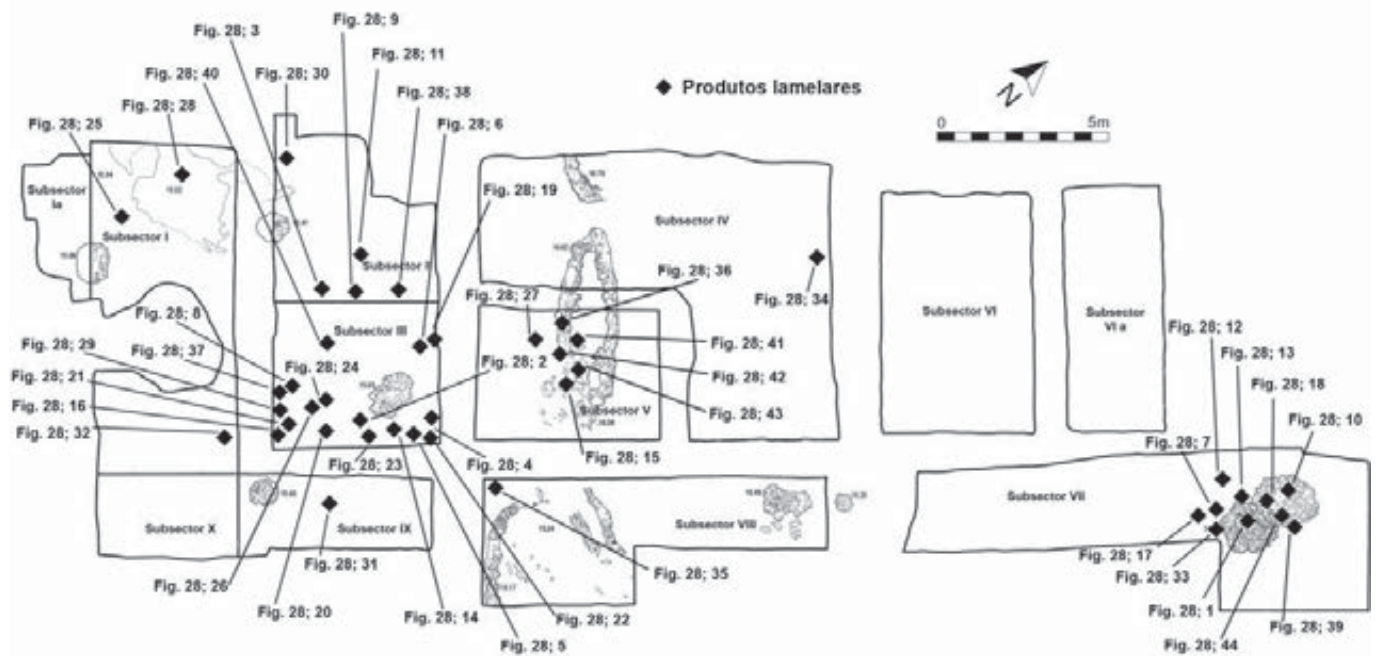 Fig. 28; 9
Fig. 28; 3
Fig. 28; 11
Fig. 28; 40
Fig. 28; 30
Fig. 28; 38
Fig. 28; 28
Fig. 28; 6
Fig. 28; 25
Fig. 28; 19
Produtos lamelares
N
0 5m
Subsector
Ia
Subsector I
Subsector II
Subsector IV
Fig. 28; 36
Fig. 28; 34
Fig. 28; 27
Fig. 28; 8
Subsector III
Fig. 28; 41
Subsector VI
Subsector
VI a
Fig. 28; 37
Fig. 28; 24
Fig. 28; 2
Fig. 28; 29
Fig. 28; 42
Fig. 28; 12
Fig. 28; 21
Fig. 28; 13
Fig. 28; 16
Subsector V
Fig. 28; 43
Fig. 28; 18
Fig. 28; 32
Fig. 28; 7
Fig. 28; 10
Fig. 28; 23
Fig. 28; 4
Fig. 28; 15
Subsector VII
Subsector X
Subsector IX
Subsector VIII
Fig. 28; 31
Fig. 28; 35
Fig. 28; 17
Fig. 28; 26
Fig. 28; 33
Fig. 28; 20
Fig. 28; 14
Fig. 28; 22
Fig. 28; 1
Fig. 28; 39
Fig. 28; 5
Fig. 28; 44